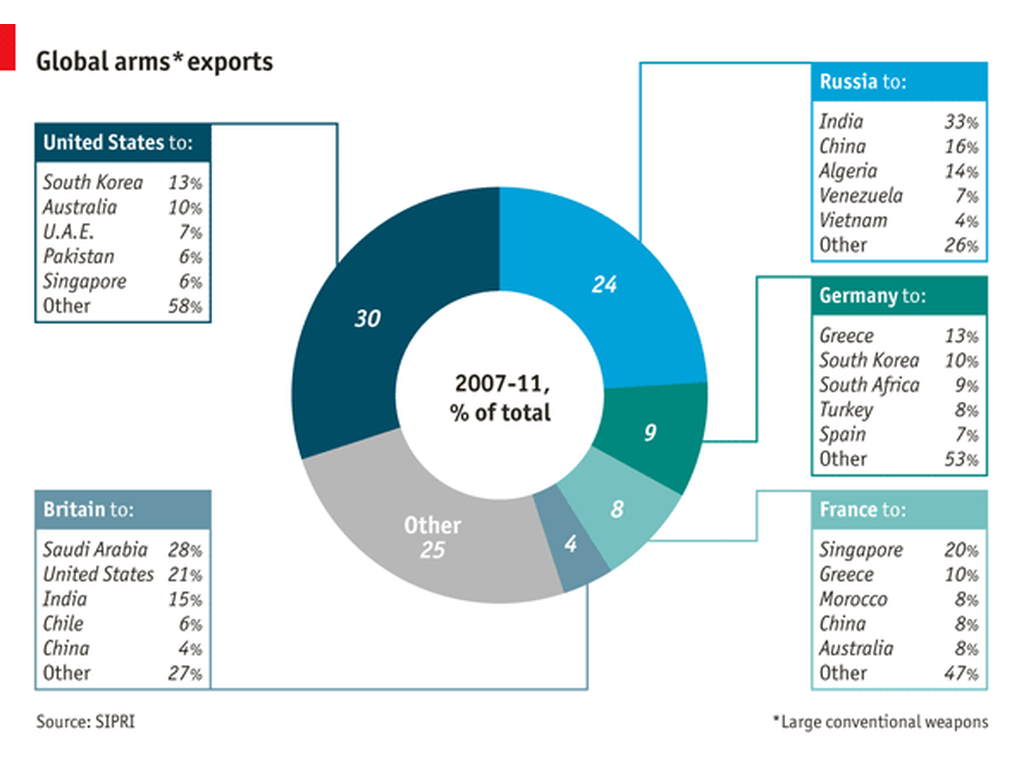 Global arms* exports
United States to:
South Korea 13%
Australia 10%
U.A.E. 7%
Pakistan 6%
Singapore 6%
Other 58%
Russia to:
India 33%
China 16%
Algeria 14%
Venezuela 7%
Vietnam 4%
Other 26%
Germany to:
Greece 13%
South Korea 10%
South Africa 9%
Turkey 8%
Spain 7%
Other 53%
30
24
2007-11,
% of total
9
8
4
Other
25
Britain to:
Saudi Arabia 28%
United States 21%
India 15%
Chile 6%
China 4%
Other 27%
France to:
Singapore 20%
Greece 10%
Morocco 8%
China 8%
Australia 8%
Other 47%
Source: SIPRI
*Large conventional weapons